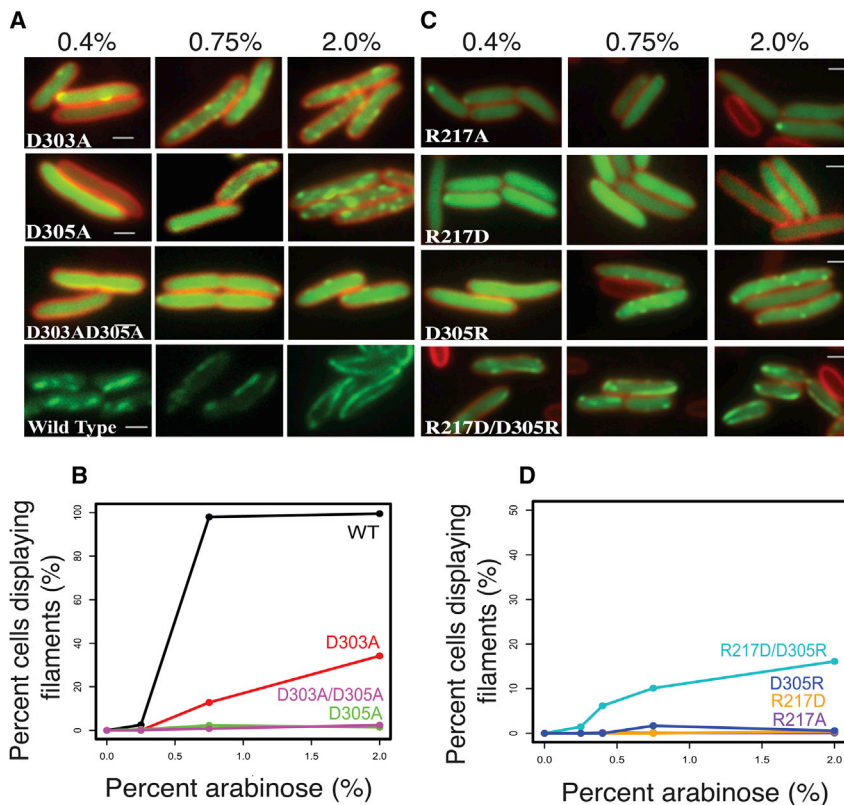 A
0.4% 0.75% 2.0%
D303A
D305A
D303AD305A
Wild Type
C
0.4% 0.75% 2.0%
R217A
R217D
D305R
R217D/D305R
B
Percent cells displaying
filaments (%)
100
80
60
40
20
0
WT
D303A
D303A/D305A
D305A
0.0 0.5 1.0 1.5 2.0
Percent arabinose (%)
D
Percent cells displaying
filaments (%)
50
40
30
20
10
0
R217D/D305R
D305R
R217D
R217A
0.0 0.5 1.0 1.5 2.0
Percent arabinose (%)